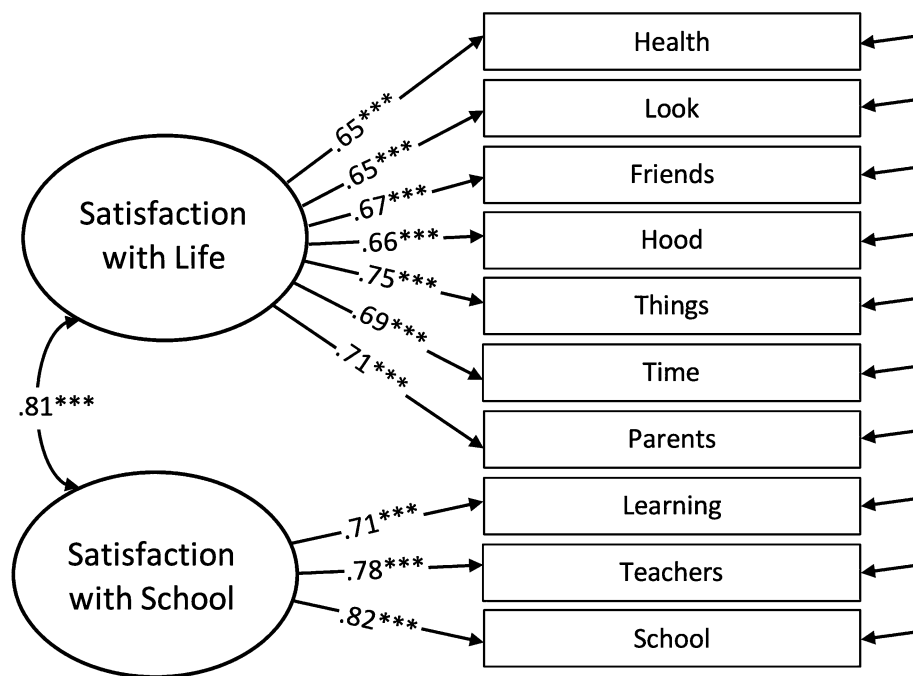 Health
Look
Friends
Hood
Things
Time
Parents
Learning
Teachers
School
Satisfaction
with Life
Satisfaction
with School
.65***
.65***
.67***
.66***
.75***
.69***
.71***
.81***
.71***
.78***
.82***